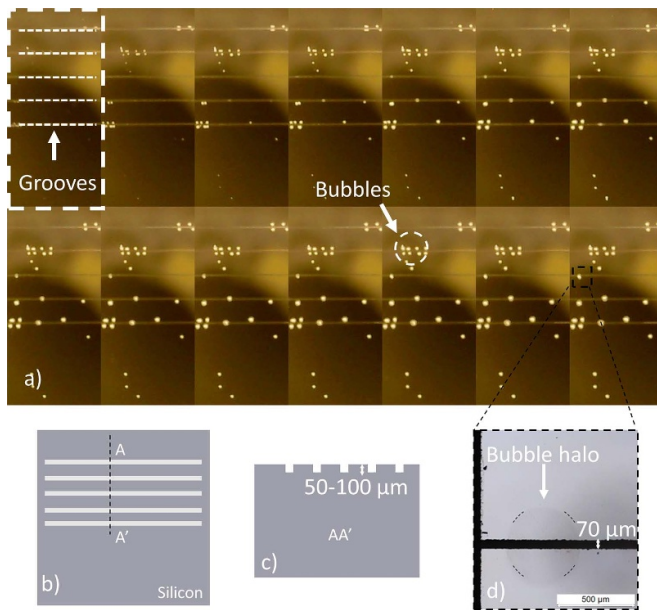 Grooves
Bubbles
a)
A
A'
b)
Silicon
50-100 μm
AA'
c)
Bubble halo
70 μm
500 μm
d)